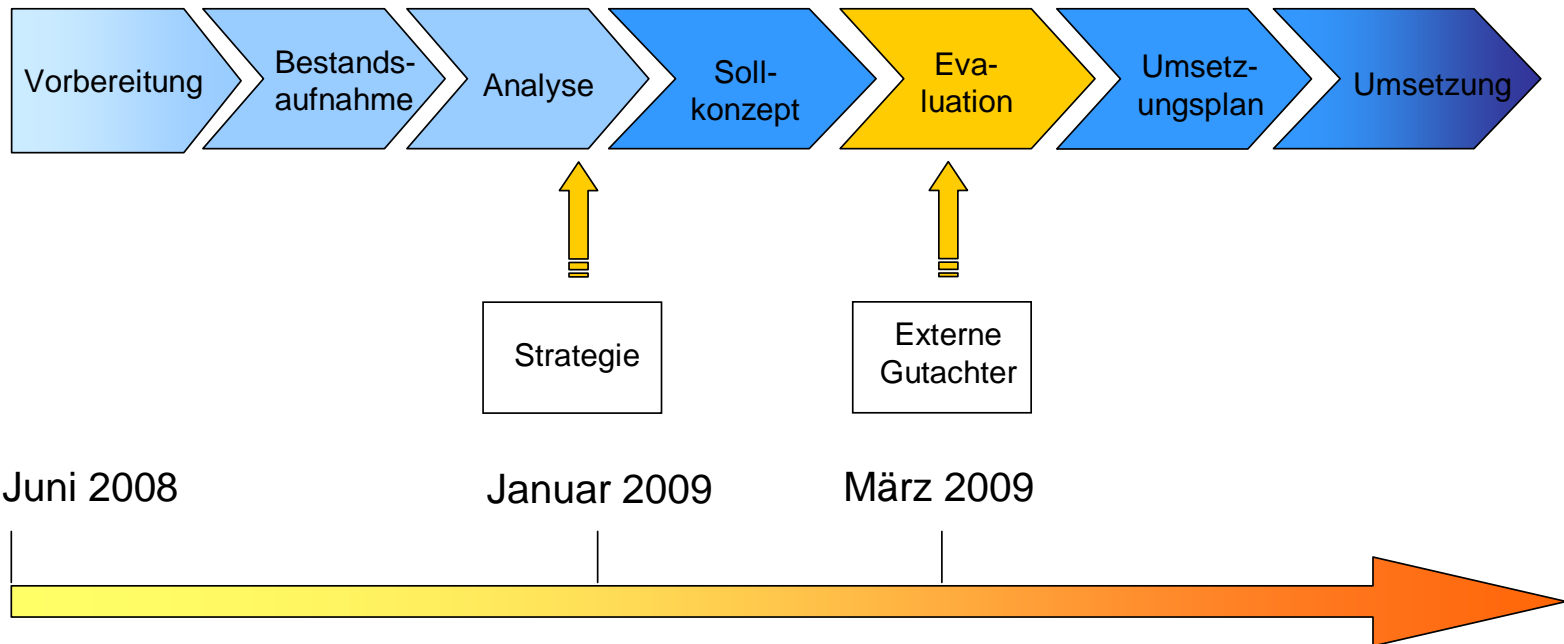 Vorbereitung
Bestands-
aufnahme
Analyse
Soll-
konzept
Eva-
luation
Umsetz-
ungsplan
Umsetzung
Strategie
Externe
Gutachter
Juni 2008
Januar 2009
März 2009